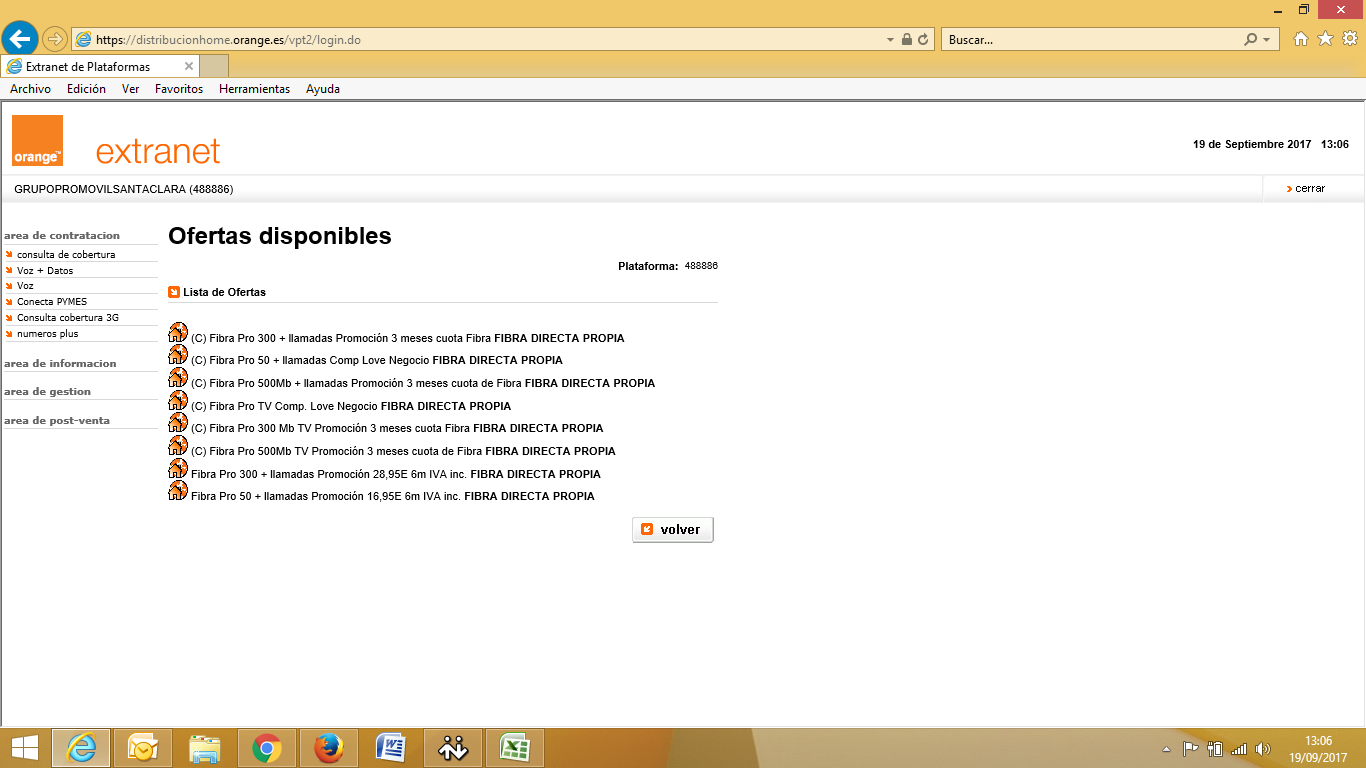 https://distribucionhome.orange.es/vpt2/login.do
Buscar...
Extranet de Plataformas
Archivo Edición Ver Favoritos Herramientas Ayuda
orange™
extranet
19 de Septiembre 2017 13:06
GRUPOPROMOVILSANTACLARA (488886)
cerrar
area de contratacion
consulta de cobertura
Voz + Datos
Voz
Conecta PYMES
Consulta cobertura 3G
numeros plus
area de informacion
area de gestion
area de post-venta
Ofertas disponibles
Plataforma: 488886
Lista de Ofertas
(C) Fibra Pro 300 + llamadas Promoción 3 meses cuota Fibra FIBRA DIRECTA PROPIA
(C) Fibra Pro 50 + llamadas Comp Love Negocio FIBRA DIRECTA PROPIA
(C) Fibra Pro 500Mb + llamadas Promoción 3 meses cuota de Fibra FIBRA DIRECTA PROPIA
(C) Fibra Pro TV Comp. Love Negocio FIBRA DIRECTA PROPIA
(C) Fibra Pro 300 Mb TV Promoción 3 meses cuota Fibra FIBRA DIRECTA PROPIA
(C) Fibra Pro 500Mb TV Promoción 3 meses cuota de Fibra FIBRA DIRECTA PROPIA
Fibra Pro 300 + llamadas Promoción 28,95E 6m IVA inc. FIBRA DIRECTA PROPIA
Fibra Pro 50 + llamadas Promoción 16,95E 6m IVA inc. FIBRA DIRECTA PROPIA
volver
13:06
19/09/2017